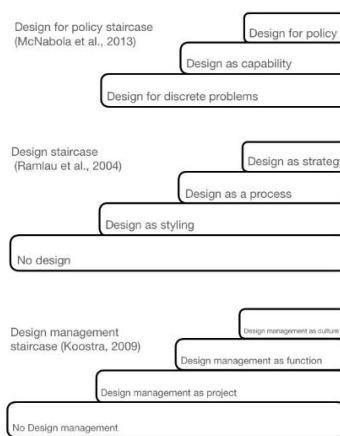 Design for policy staircase
(McNabola et al., 2013)
Design for policy
Design as capability
Design for discrete problems
Design staircase
(Ramlau et al., 2004)
Design as strategy
Design as a process
Design as styling
No design
Design management
staircase (Koostra, 2009)
Design management as culture
Design management as function
Design management as project
No Design management